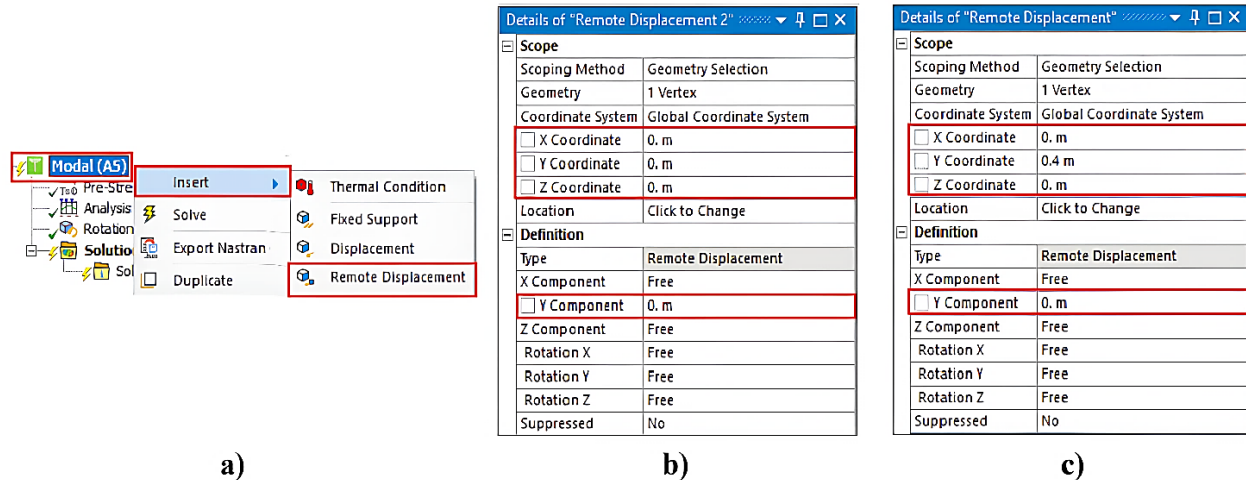 Modal (A5)
Pre-Stre
Analysis
Rotation
Solutio
Sol
Insert
Solve
Export Nastran
Duplicate
Thermal Condition
Fixed Support
Displacement
Remote Displacement
a)
Details of "Remote Displacement 2"
Scope
Scoping Method Geometry Selection
Geometry 1 Vertex
Coordinate System Global Coordinate System
X Coordinate 0. m
Y Coordinate 0. m
Z Coordinate 0. m
Location Click to Change
Definition
Type Remote Displacement
X Component Free
Y Component 0. m
Z Component Free
Rotation X Free
Rotation Y Free
Rotation Z Free
Suppressed No
b)
Details of "Remote Displacement"
Scope
Scoping Method Geometry Selection
Geometry 1 Vertex
Coordinate System Global Coordinate System
X Coordinate 0. m
Y Coordinate 0.4 m
Z Coordinate 0. m
Location Click to Change
Definition
Type Remote Displacement
X Component Free
Y Component 0. m
Z Component Free
Rotation X Free
Rotation Y Free
Rotation Z Free
Suppressed No
c)